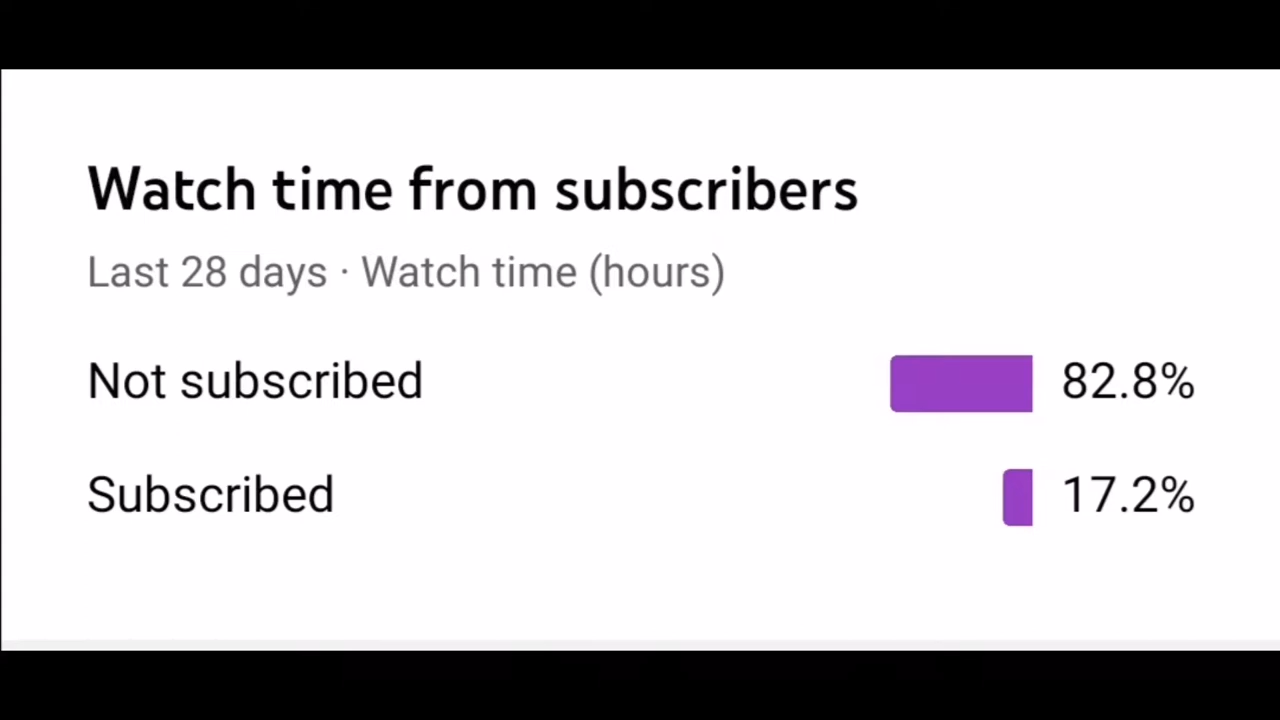 Watch time from subscribers
Last 28 days · Watch time (hours)
Not subscribed 82.8%
Subscribed 17.2%